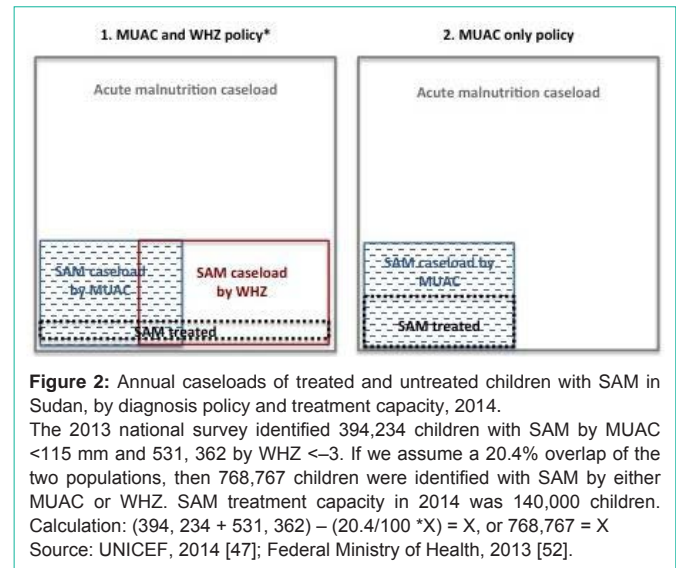 1. MUAC and WHZ policy*
Acute malnutrition caseload
SAM caseload
by MUAC
SAM caseload
by WHZ
SAM treated
2. MUAC only policy
Acute malnutrition caseload
SAM caseload by
MUAC
SAM treated
Figure 2: Annual caseloads of treated and untreated children with SAM in
Sudan, by diagnosis policy and treatment capacity, 2014.
The 2013 national survey identified 394,234 children with SAM by MUAC
<115 mm and 531, 362 by WHZ <–3. If we assume a 20.4% overlap of the
two populations, then 768,767 children were identified with SAM by either
MUAC or WHZ. SAM treatment capacity in 2014 was 140,000 children.
Calculation: (394, 234 + 531, 362) – (20.4/100 *X) = X, or 768,767 = X
Source: UNICEF, 2014 [47]; Federal Ministry of Health, 2013 [52].